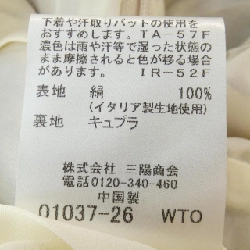 下着や汗取りパットの使用を
おすすめします。TA-57F
濃色は雨や汗等で湿った状態の
まま摩擦されると色が移る場合
があります。 IR-52F
表地 絹 100%
(イタリア製生地使用)
裏地 キュプラ
株式会社 三陽商会
電話0120-340-460
中国製
01037-26 WTO